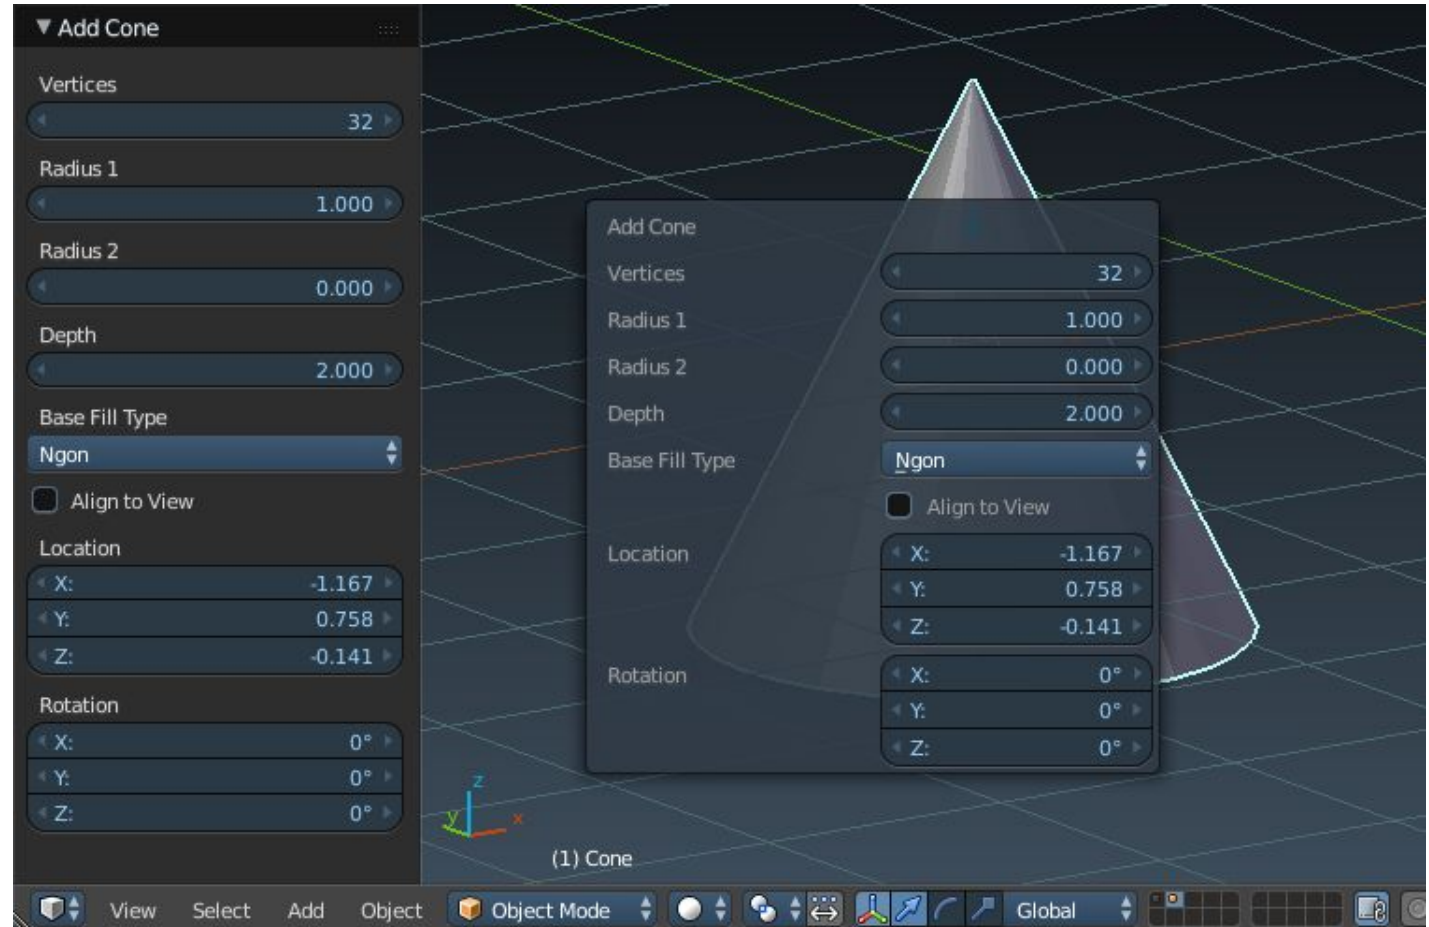 Add Cone
Vertices
32
Radius 1
1.000
Radius 2
0.000
Depth
2.000
Base Fill Type
Ngon
Align to View
Location
X: -1.167
Y: 0.758
Z: -0.141
Rotation
X: 0°
Y: 0°
Z: 0°
Add Cone
Vertices 32
Radius 1 1.000
Radius 2 0.000
Depth 2.000
Base Fill Type Ngon
Align to View
Location X: -1.167
Y: 0.758
Z: -0.141
Rotation X: 0°
Y: 0°
Z: 0°
z
y x
(1) Cone
View Select Add Object Object Mode Global